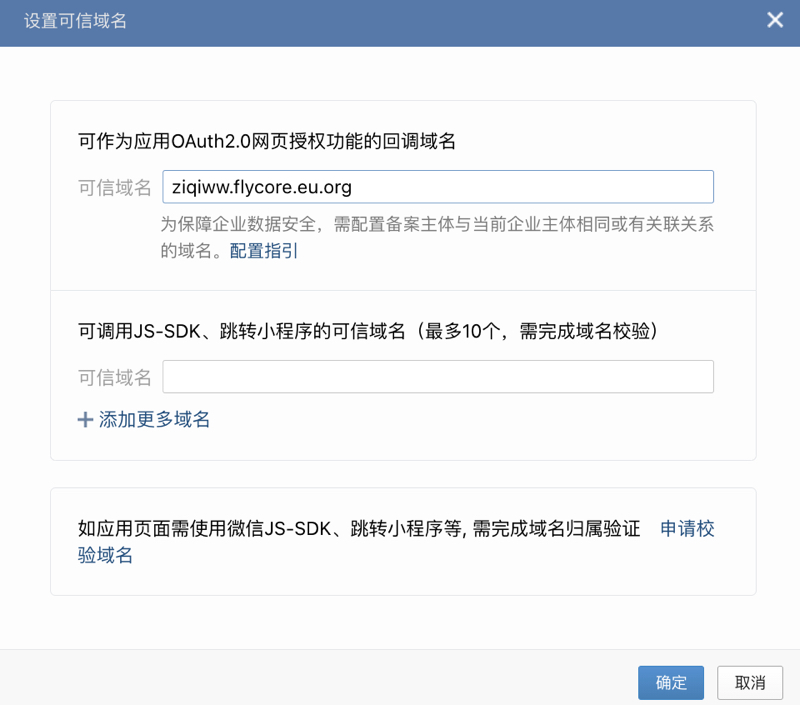 设置可信域名
可作为应用OAuth2.0网页授权功能的回调域名
可信域名 ziqiww.flycore.eu.org
为保障企业数据安全，需配置备案主体与当前企业主体相同或有关联关系
的域名。配置指引
可调用JS-SDK、跳转小程序的可信域名（最多10个，需完成域名校验）
可信域名
添加更多域名
如应用页面需使用微信JS-SDK、跳转小程序等, 需完成域名归属验证 申请校
验域名
确定 取消